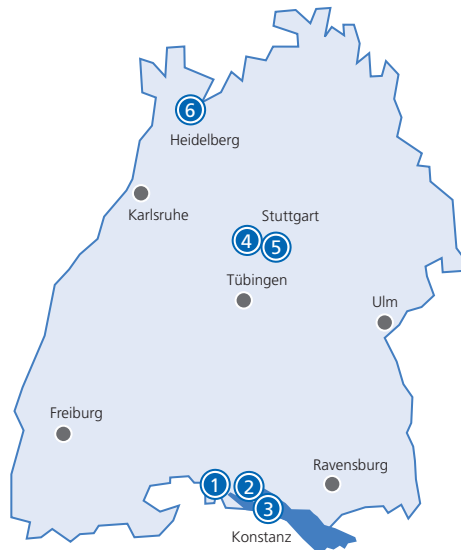 6
Heidelberg
Karlsruhe
Stuttgart
4 5
Tübingen
Ulm
Freiburg
Ravensburg
1 2
3
Konstanz